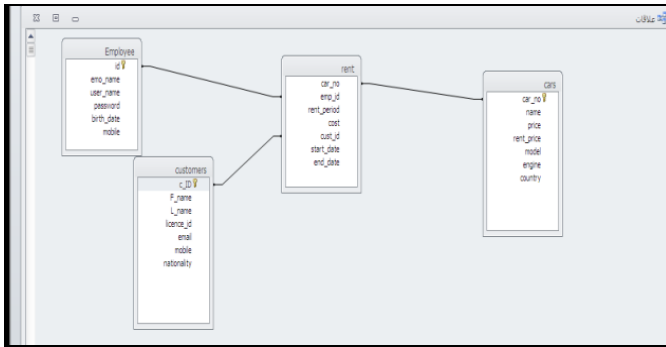 علاقات
Employee
id
emo_name
user_name
password
birth_date
mobile
customers
c_ID
F_name
L_name
licence_id
email
mobile
nationality
rent
car_no
emp_id
rent_period
cost
cust_id
start_date
end_date
cars
car_no
name
price
rent_price
model
engine
country